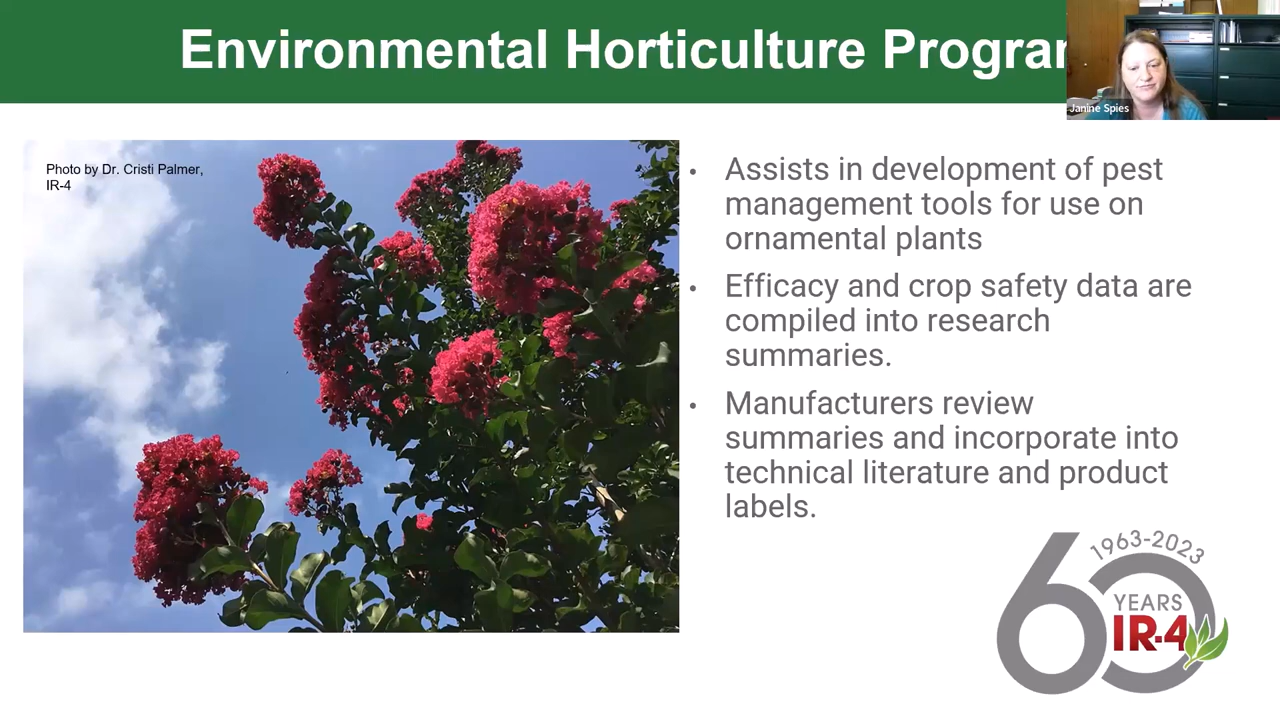 Environmental Horticulture Progra
Janine Spies
Photo by Dr. Cristi Palmer,
IR-4
• Assists in development of pest
management tools for use on
ornamental plants
• Efficacy and crop safety data are
compiled into research
summaries.
• Manufacturers review
summaries and incorporate into
technical literature and product
labels.
1963-2023
60
YEARS
IR-4